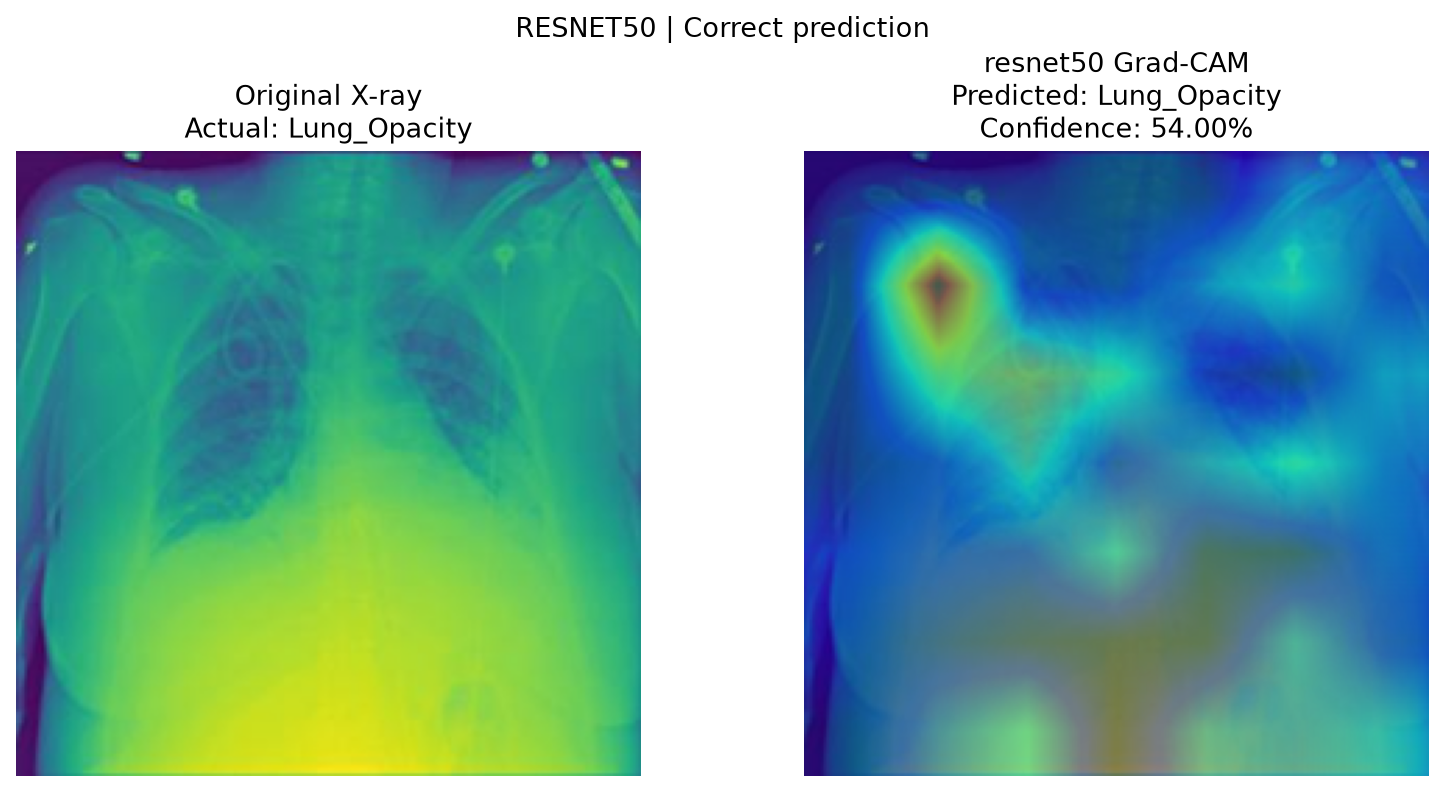 RESNET50 | Correct prediction
Original X-ray
Actual: Lung_Opacity
resnet50 Grad-CAM
Predicted: Lung_Opacity
Confidence: 54.00%